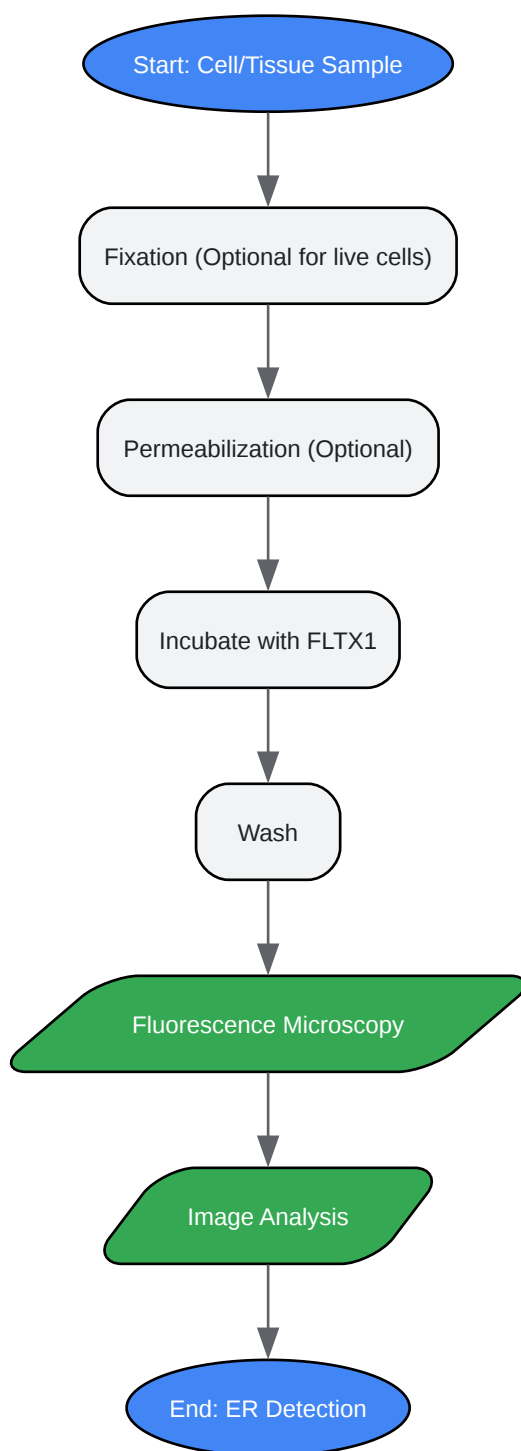 Start: Cell/Tissue Sample
Fixation (Optional for live cells)
Permeabilization (Optional)
Incubate with FLTX1
Wash
Fluorescence Microscopy
Image Analysis
End: ER Detection